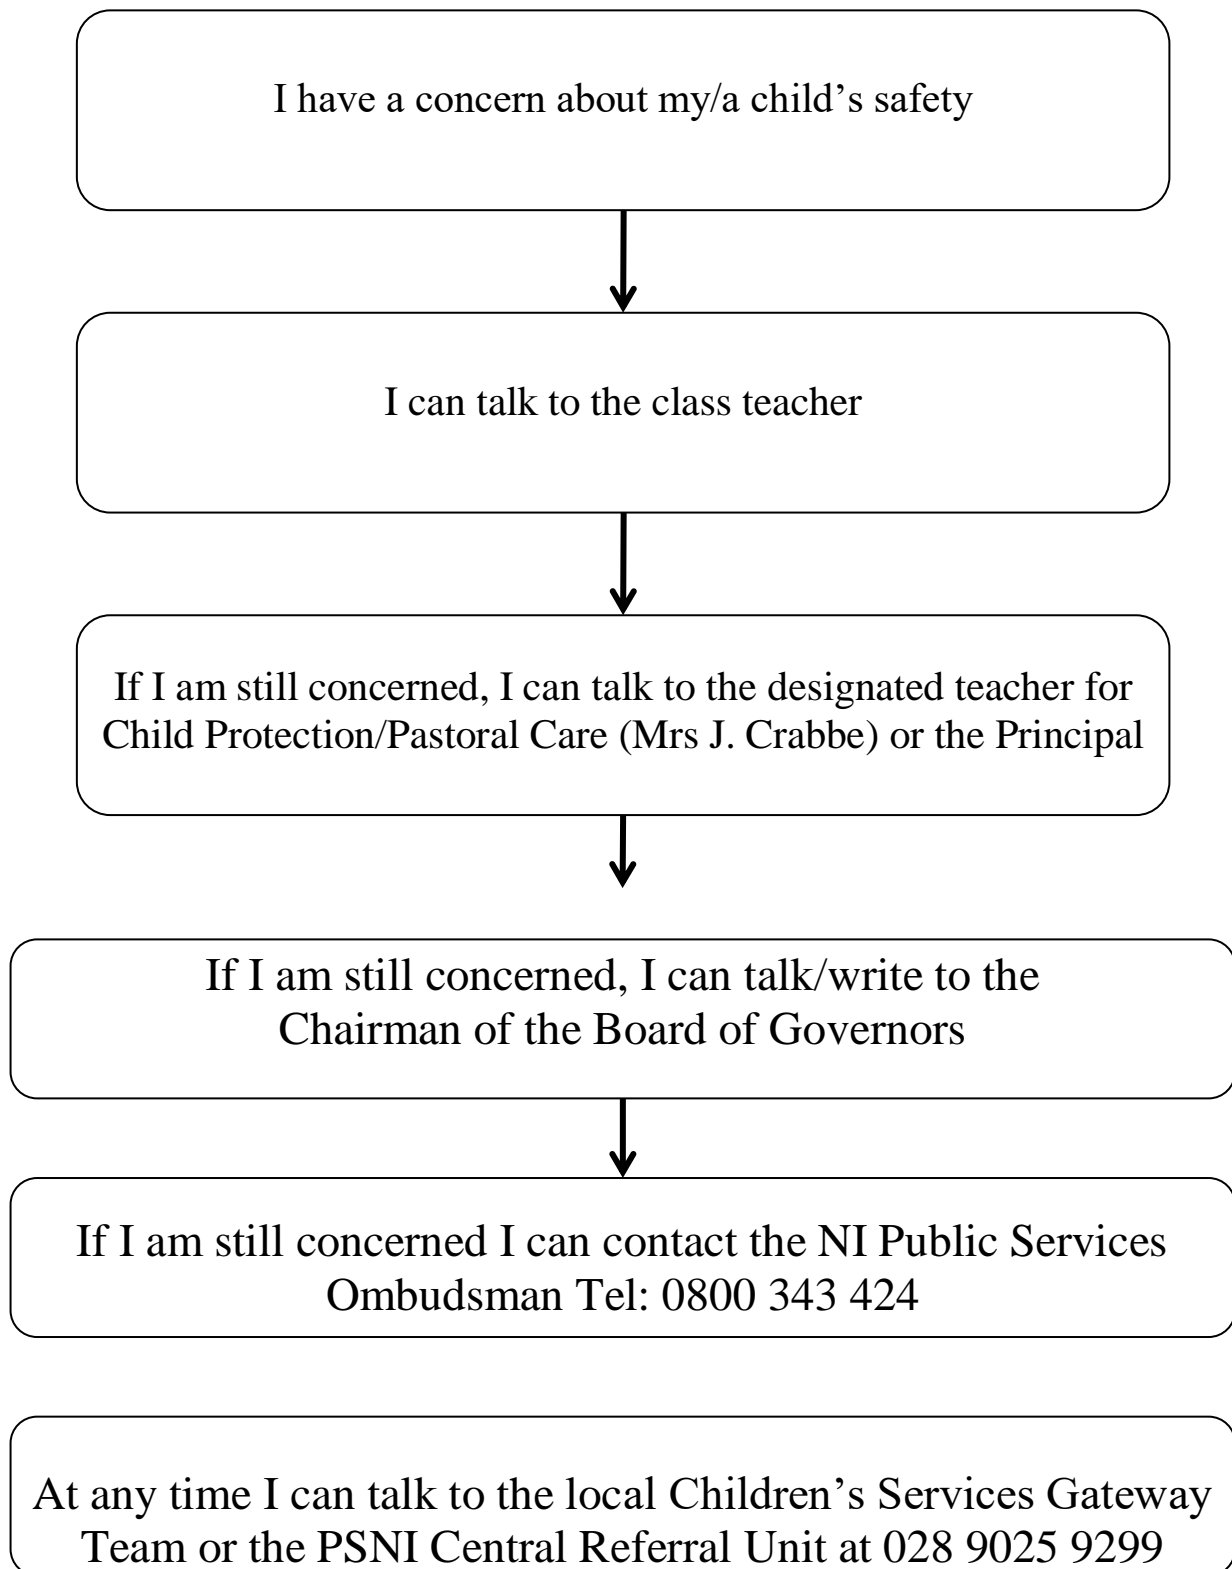 I have a concern about my/a child’s safety
I can talk to the class teacher
If I am still concerned, I can talk to the designated teacher for
Child Protection/Pastoral Care (Mrs J. Crabbe) or the Principal
If I am still concerned, I can talk/write to the
Chairman of the Board of Governors
If I am still concerned I can contact the NI Public Services
Ombudsman Tel: 0800 343 424
At any time I can talk to the local Children’s Services Gateway
Team or the PSNI Central Referral Unit at 028 9025 9299